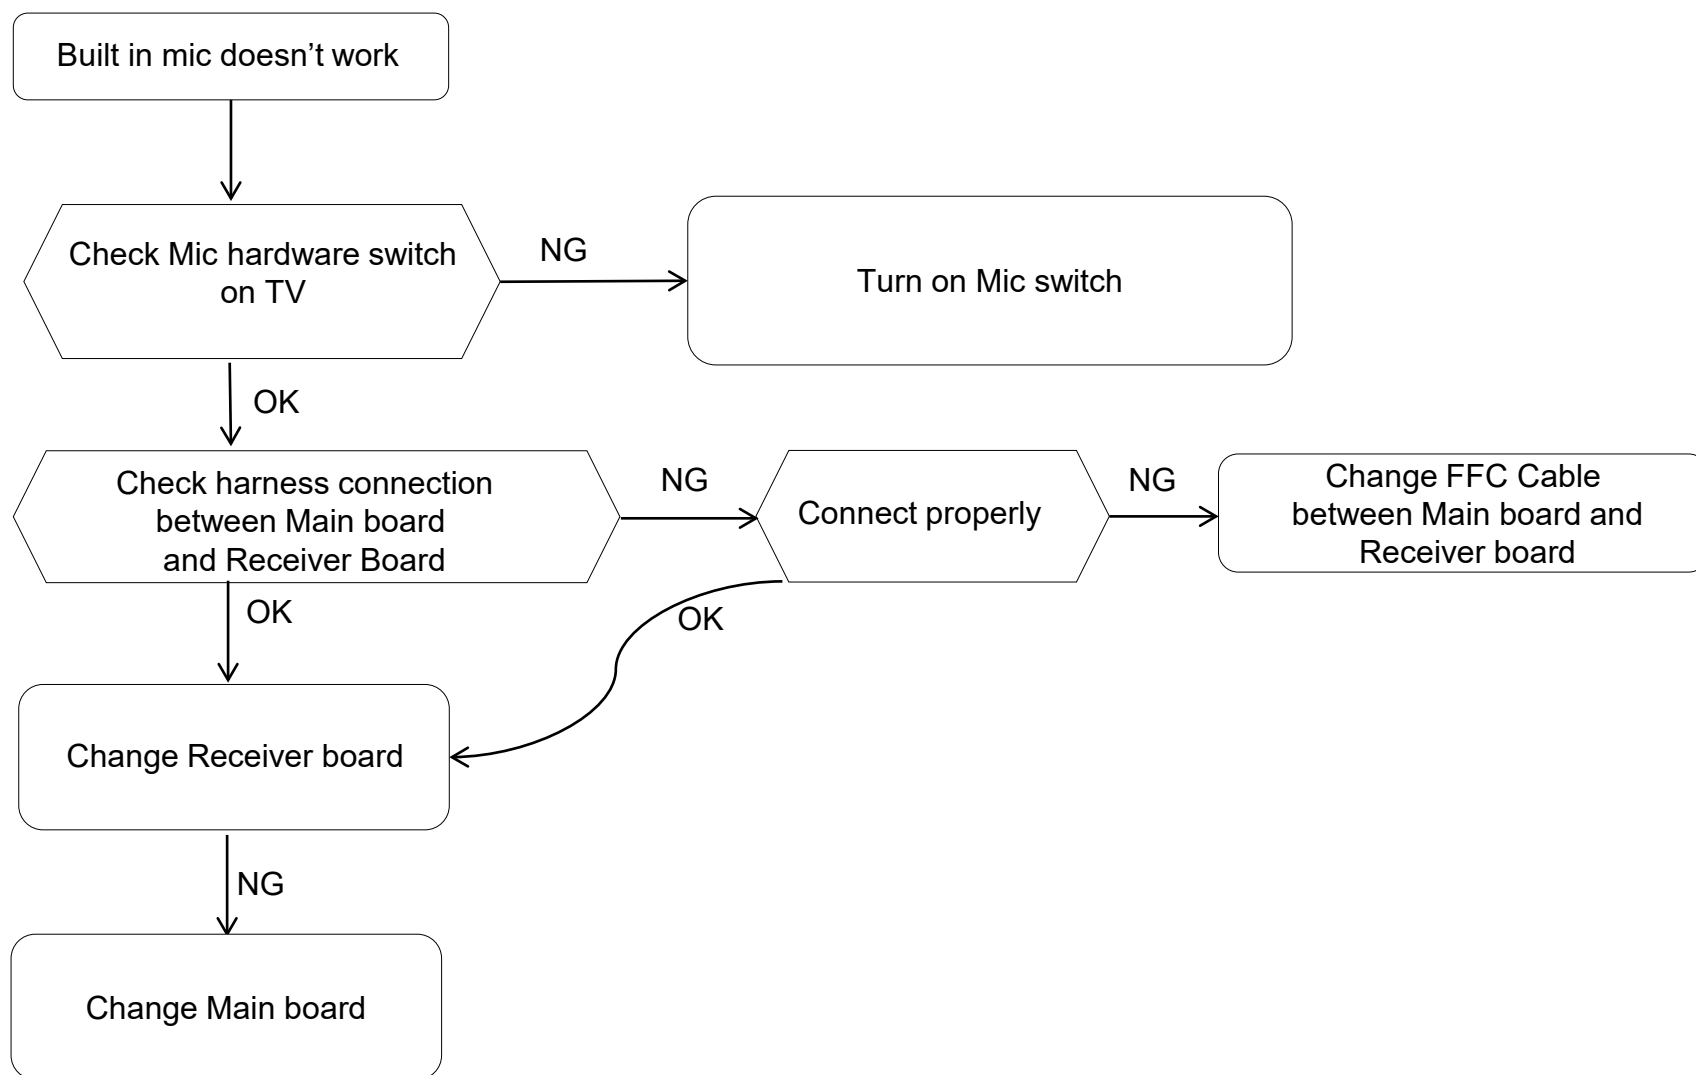 Built in mic doesn’t work
Check Mic hardware switch
on TV
NG
Turn on Mic switch
OK
Check harness connection
between Main board
and Receiver Board
NG
Connect properly
NG
Change FFC Cable
between Main board and
Receiver board
OK
OK
Change Receiver board
NG
Change Main board